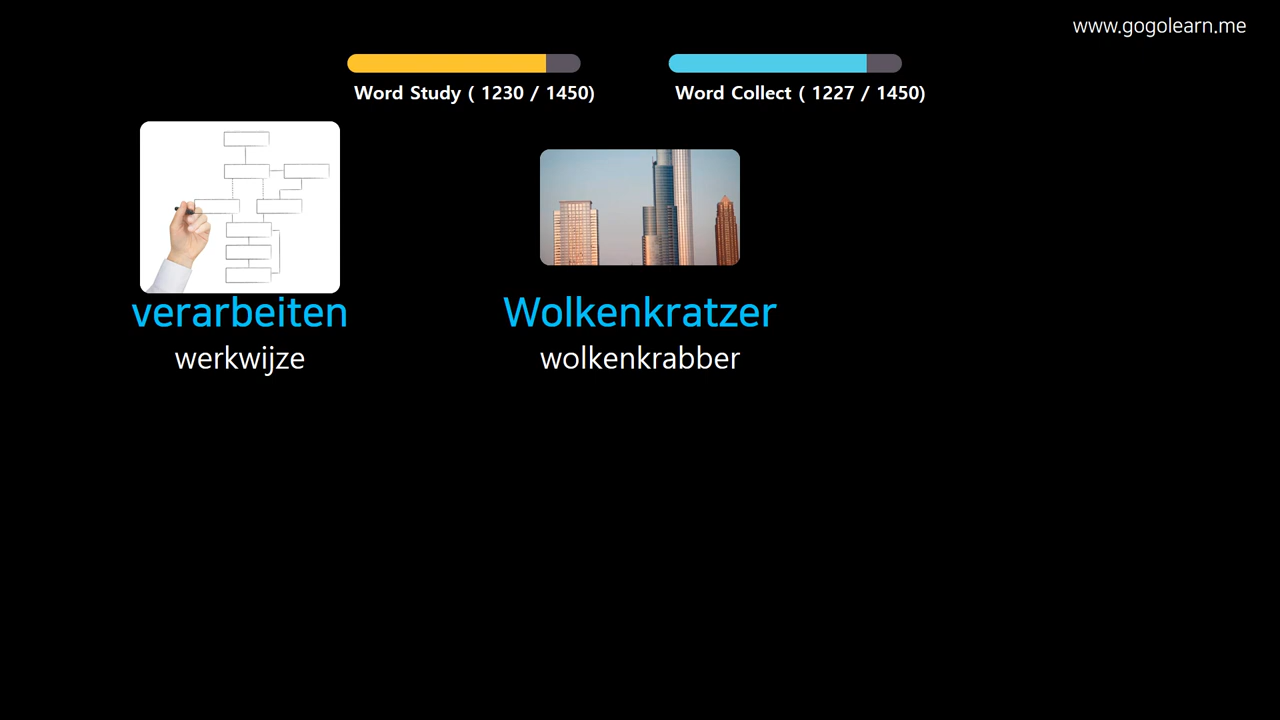 www.gogolearn.me
Word Study ( 1230 / 1450)
Word Collect ( 1227 / 1450)
verarbeiten
werkwijze
Wolkenkratzer
wolkenkrabber